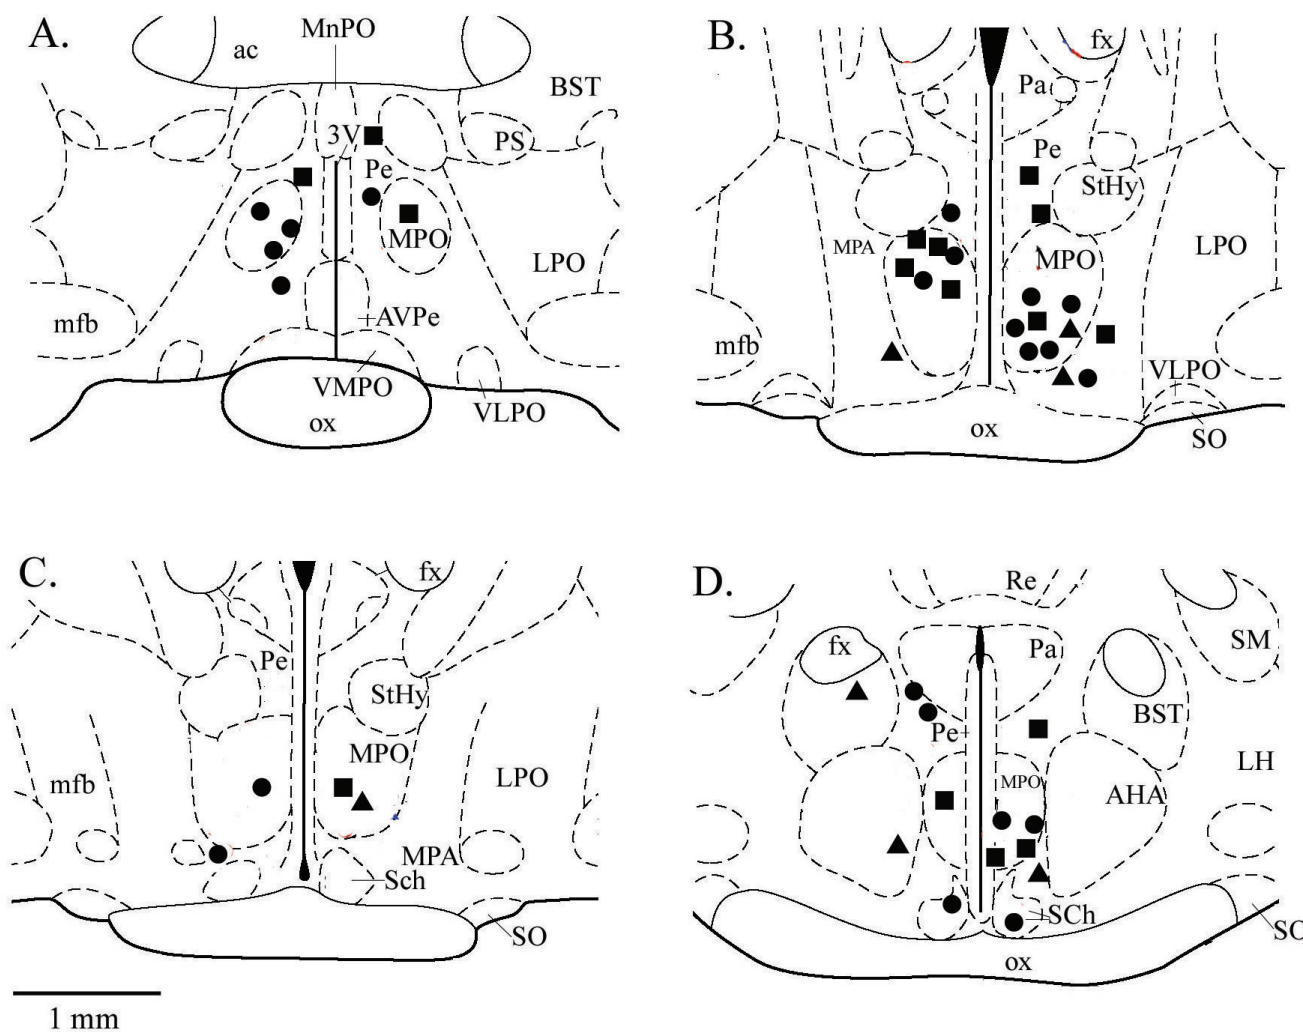 A.
MnPO
ac
BST
3V
PS
Pe
MPO
LPO
mfb
AVPe
VMPO
VLPO
ox
B.
fx
Pa
Pe
StHy
MPA
MPO
LPO
mfb
VLPO
ox
SO
C.
fx
Pe
StHy
MPO
mfb
LPO
MPA
Sch
SO
1 mm
D.
Re
SM
fx
Pa
BST
Pe
LH
MPO
AHA
SCh
SO
ox